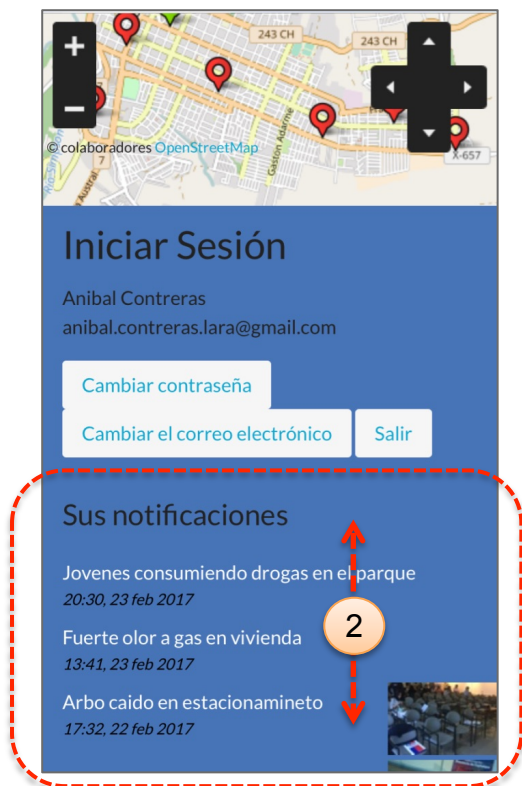 243 CH
243 CH
+
−
Gaston Adarme
© colaboradores OpenStreetMap
7
X-657
Iniciar Sesión
Anibal Contreras
anibal.contreras.lara@gmail.com
Cambiar contraseña
Cambiar el correo electrónico
Salir
Sus notificaciones
Jovenes consumiendo drogas en el parque
20:30, 23 feb 2017
2
Fuerte olor a gas en vivienda
13:41, 23 feb 2017
Arbo caido en estacionamineto
17:32, 22 feb 2017